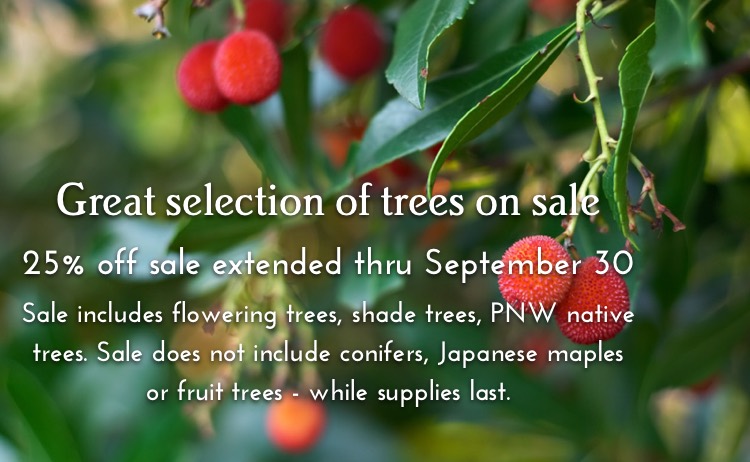 Great selection of trees on sale
25% off sale extended thru September 30
Sale includes flowering trees, shade trees, PNW native
trees. Sale does not include conifers, Japanese maples
or fruit trees - while supplies last.